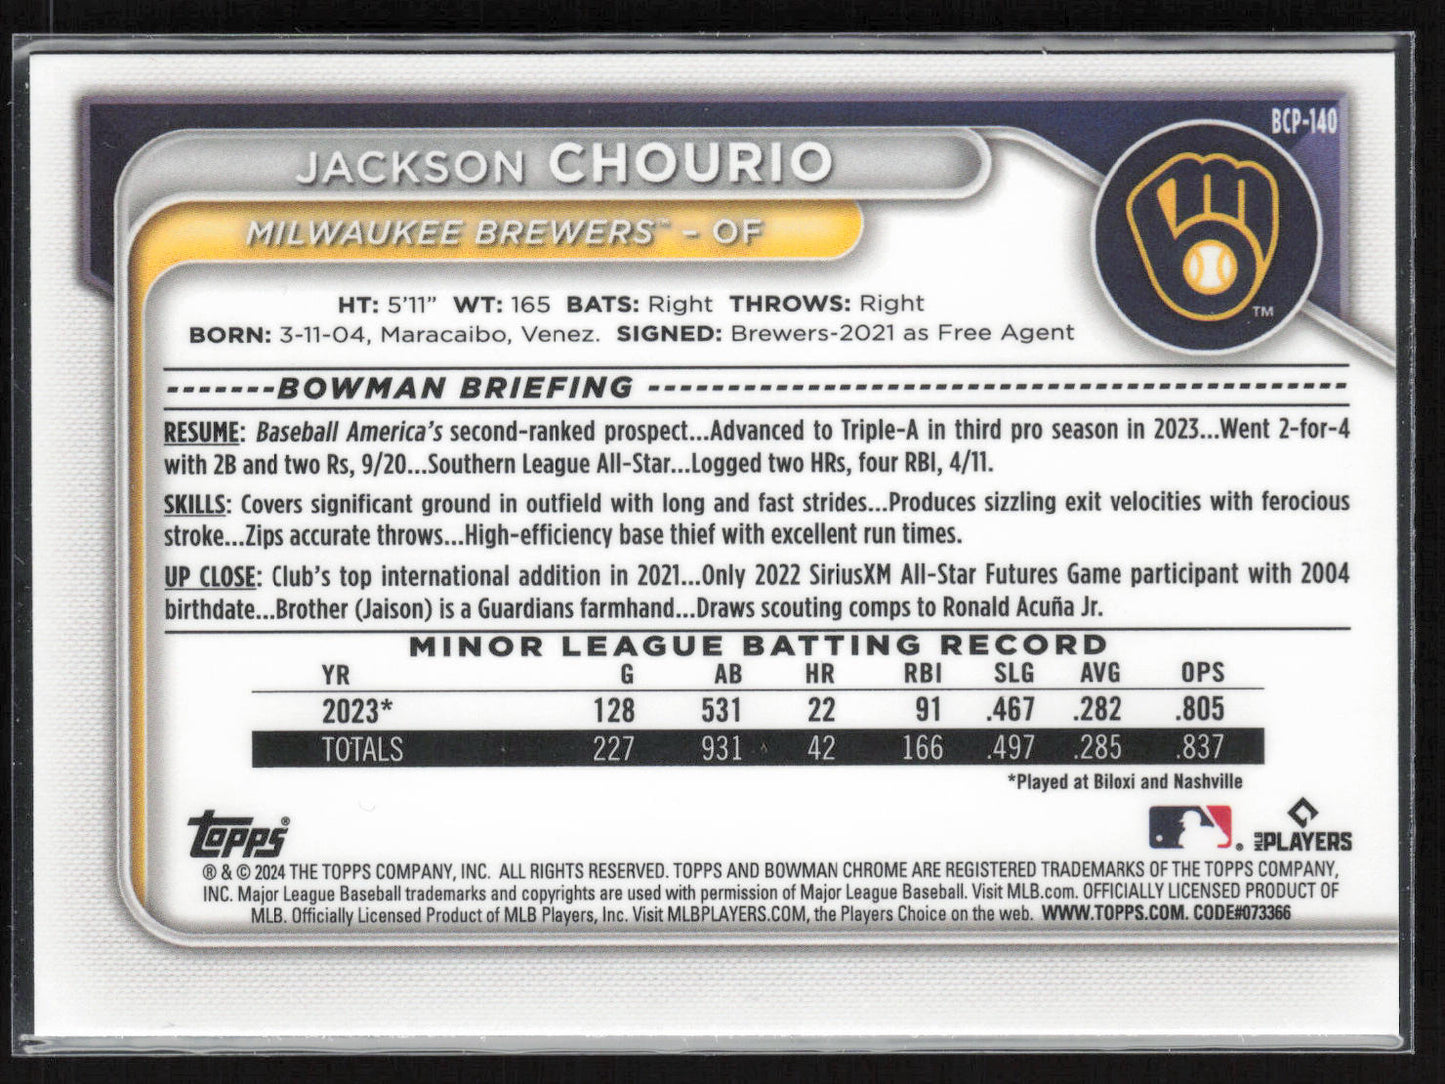 BCP-140
JACKSON CHOURIO
MILWAUKEE BREWERS™ - OF
TM
HT: 5'11" WT: 165 BATS: Right THROWS: Right
BORN: 3-11-04, Maracaibo, Venez. SIGNED: Brewers-2021 as Free Agent
-------BOWMAN BRIEFING -------------------------------------
RESUME: Baseball America's second-ranked prospect...Advanced to Triple-A in third pro season in 2023...Went 2-for-4
with 2B and two Rs, 9/20...Southern League All-Star...Logged two HRs, four RBI, 4/11.
SKILLS: Covers significant ground in outfield with long and fast strides...Produces sizzling exit velocities with ferocious
stroke...Zips accurate throws...High-efficiency base thief with excellent run times.
UP CLOSE: Club's top international addition in 2021...Only 2022 SiriusXM All-Star Futures Game participant with 2004
birthdate...Brother (Jaison) is a Guardians farmhand...Draws scouting comps to Ronald Acuña Jr.
MINOR LEAGUE BATTING RECORD
YR G AB HR RBI SLG AVG OPS
2023* 128 531 22 91 .467 .282 .805
TOTALS 227 931 42 166 .497 .285 .837
*Played at Biloxi and Nashville
Topps®
®
MLB PLAYERS
® & © 2024 THE TOPPS COMPANY, INC. ALL RIGHTS RESERVED. TOPPS AND BOWMAN CHROME ARE REGISTERED TRADEMARKS OF THE TOPPS COMPANY,
INC. Major League Baseball trademarks and copyrights are used with permission of Major League Baseball. Visit MLB.com. OFFICIALLY LICENSED PRODUCT OF
MLB. Officially Licensed Product of MLB Players, Inc. Visit MLBPLAYERS.COM, the Players Choice on the web. WWW.TOPPS.COM. CODE#073366